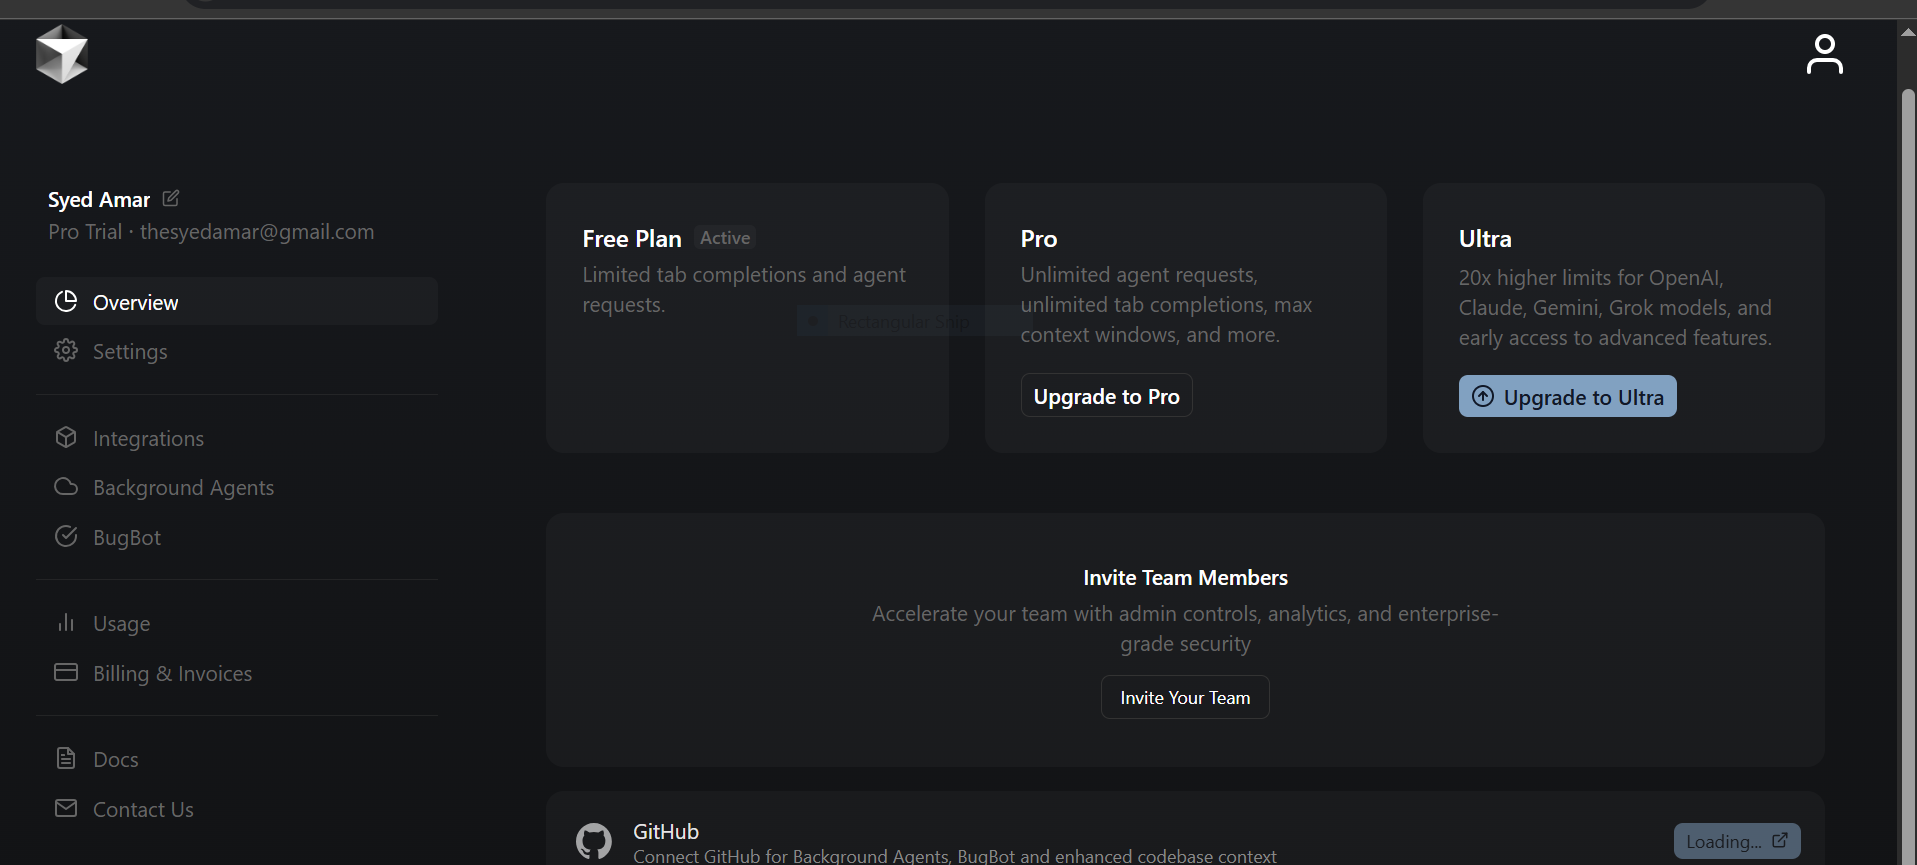 Syed Amar
Pro Trial · thesyedamar@gmail.com
Overview
Settings
Integrations
Background Agents
BugBot
Usage
Billing & Invoices
Docs
Contact Us
Free Plan Active
Limited tab completions and agent
requests.
Rectangular Snip
Pro
Unlimited agent requests,
unlimited tab completions, max
context windows, and more.
Upgrade to Pro
Ultra
20x higher limits for OpenAI,
Claude, Gemini, Grok models, and
early access to advanced features.
Upgrade to Ultra
Invite Team Members
Accelerate your team with admin controls, analytics, and enterprise-
grade security
Invite Your Team
GitHub
Connect GitHub for Background Agents, BugBot and enhanced codebase context
Loading...